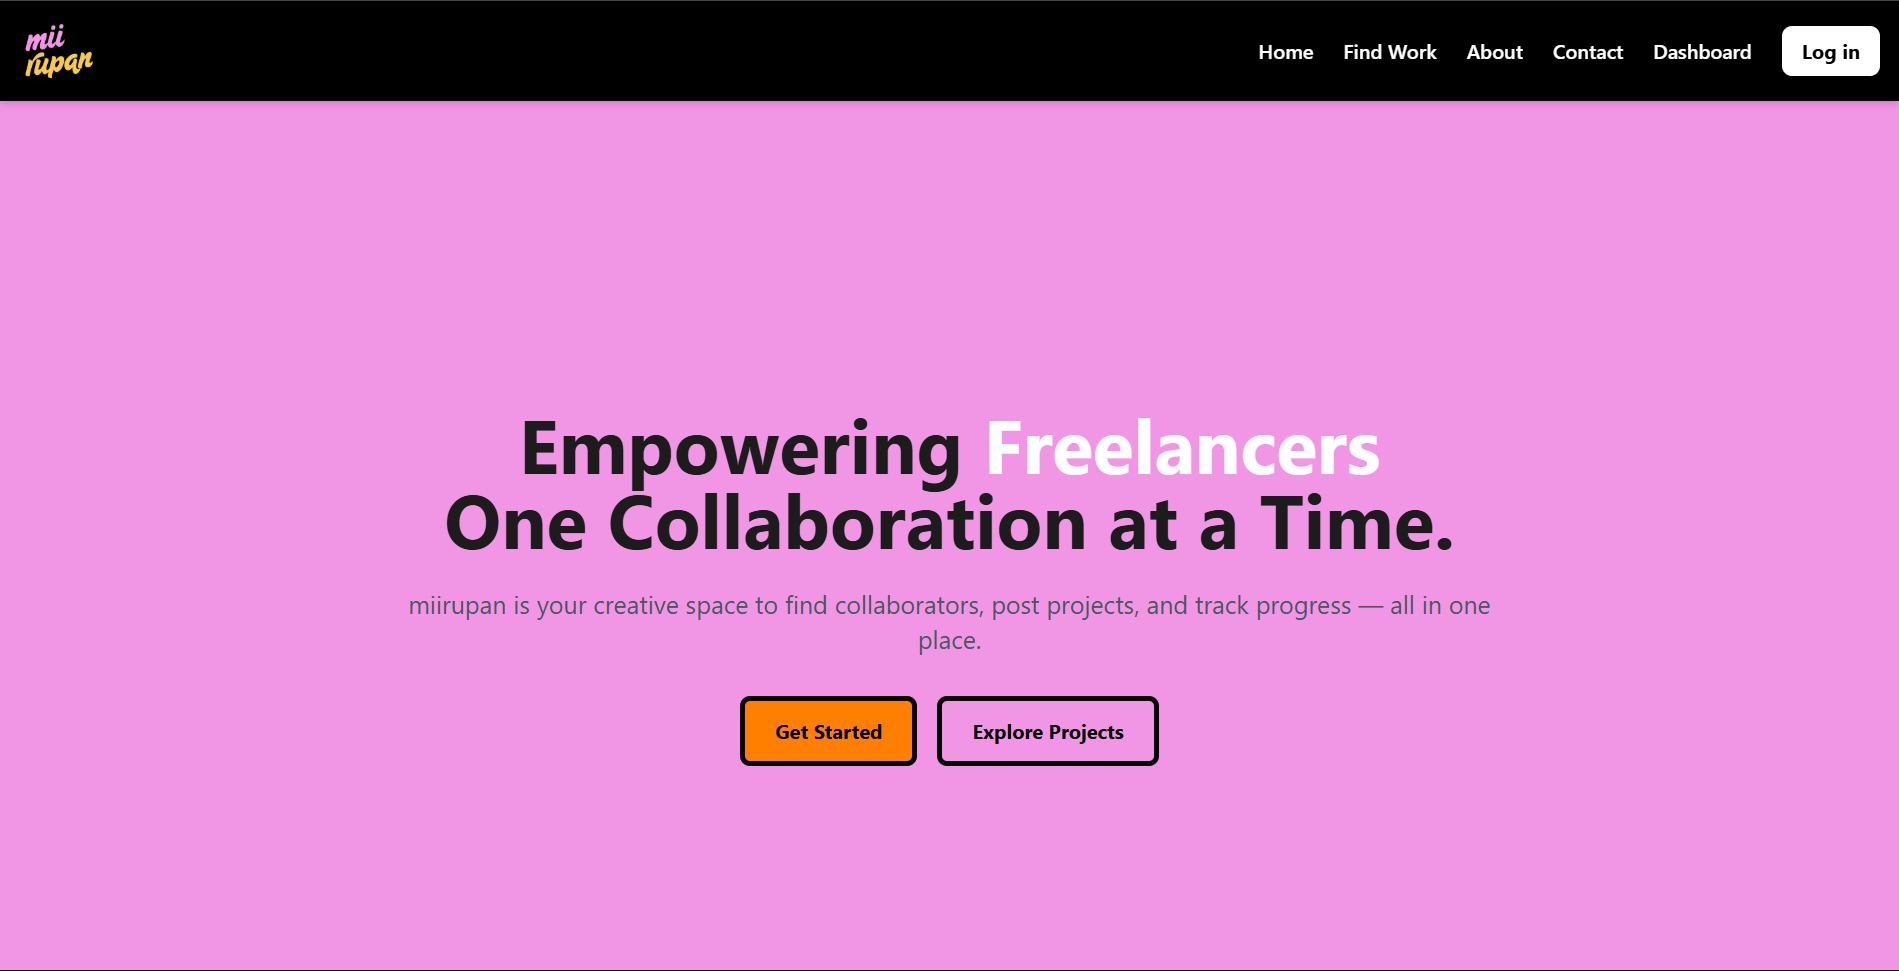 mii
rupan
Home Find Work About Contact Dashboard Log in
Empowering Freelancers
One Collaboration at a Time.
miirupan is your creative space to find collaborators, post projects, and track progress — all in one
place.
Get Started Explore Projects